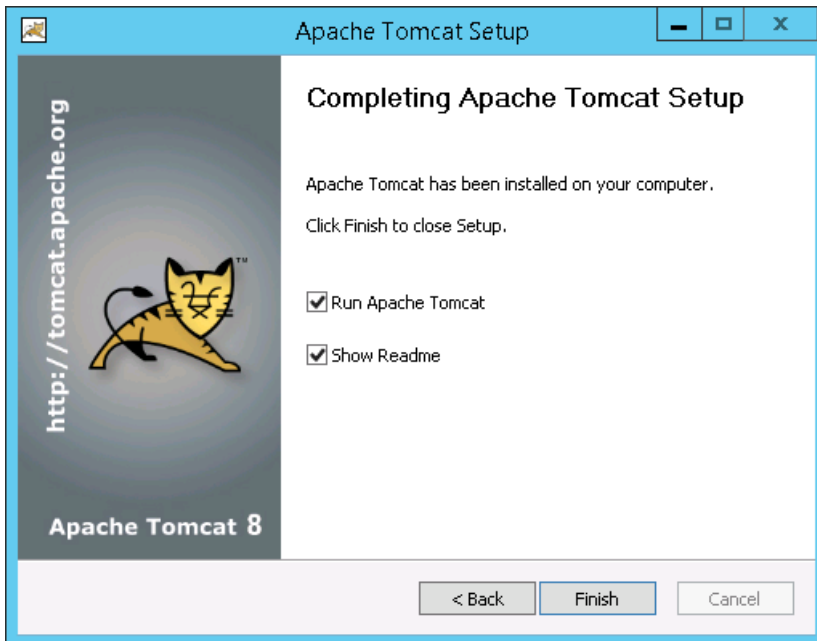 Apache Tomcat Setup
http://tomcat.apache.org
TM
Apache Tomcat 8
Completing Apache Tomcat Setup
Apache Tomcat has been installed on your computer.
Click Finish to close Setup.
Run Apache Tomcat
Show Readme
< Back
Finish
Cancel